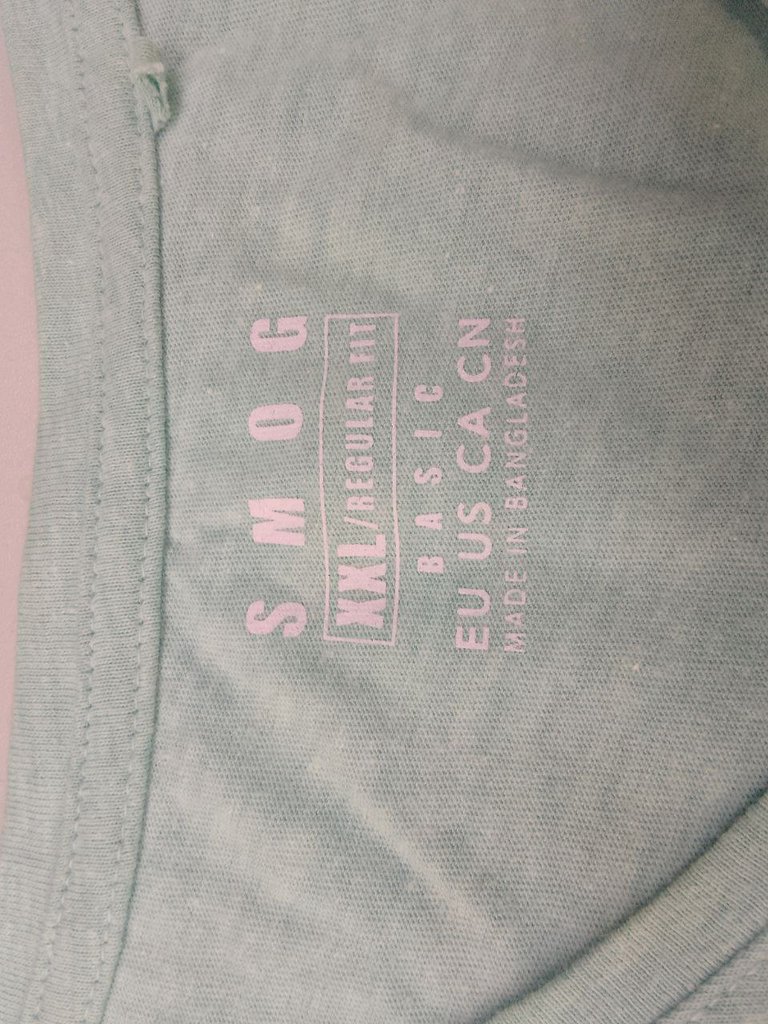 SMOG
XXL/REGULAR FIT
BASIC
EU US CA CN
MADE IN BANGLADESH